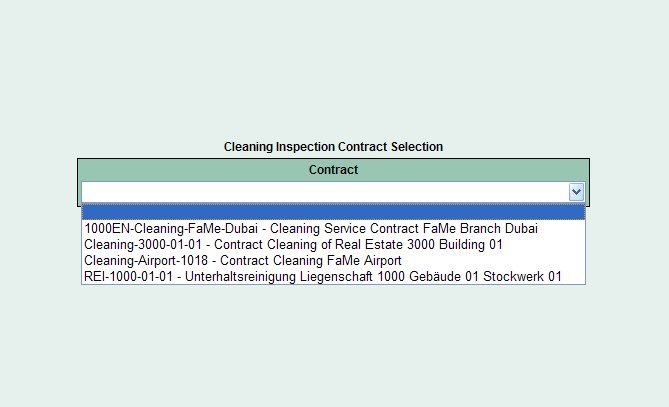 Cleaning Inspection Contract Selection
Contract
1000EN-Cleaning-FaMe-Dubai - Cleaning Service Contract FaMe Branch Dubai
Cleaning-3000-01-01 - Contract Cleaning of Real Estate 3000 Building 01
Cleaning-Airport-1018 - Contract Cleaning FaMe Airport
REI-1000-01-01 - Unterhaltsreinigung Liegenschaft 1000 Gebäude 01 Stockwerk 01